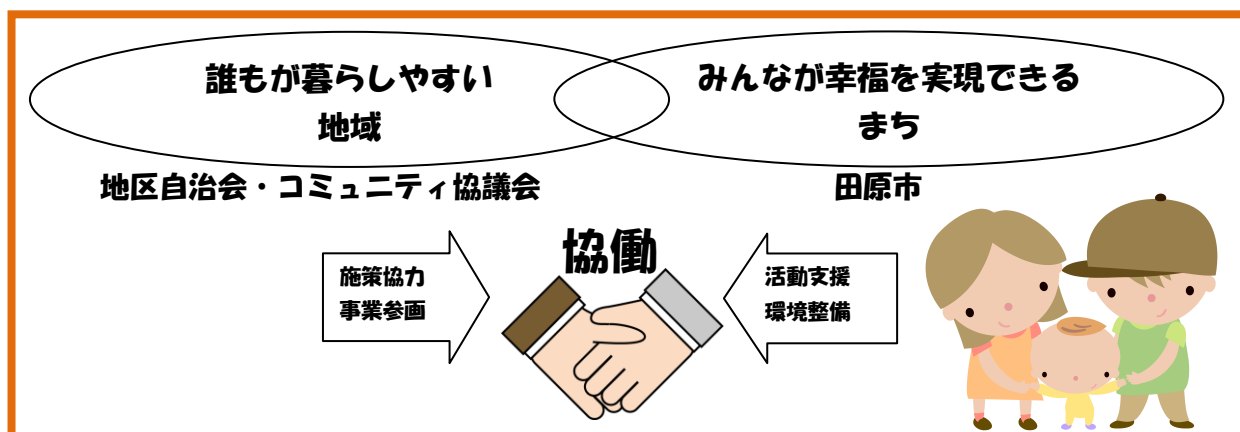 誰もが暮らしやすい
地域
みんなが幸福を実現できる
まち
地区自治会・コミュニティ協議会
田原市
協働
施策協力
事業参画
活動支援
環境整備